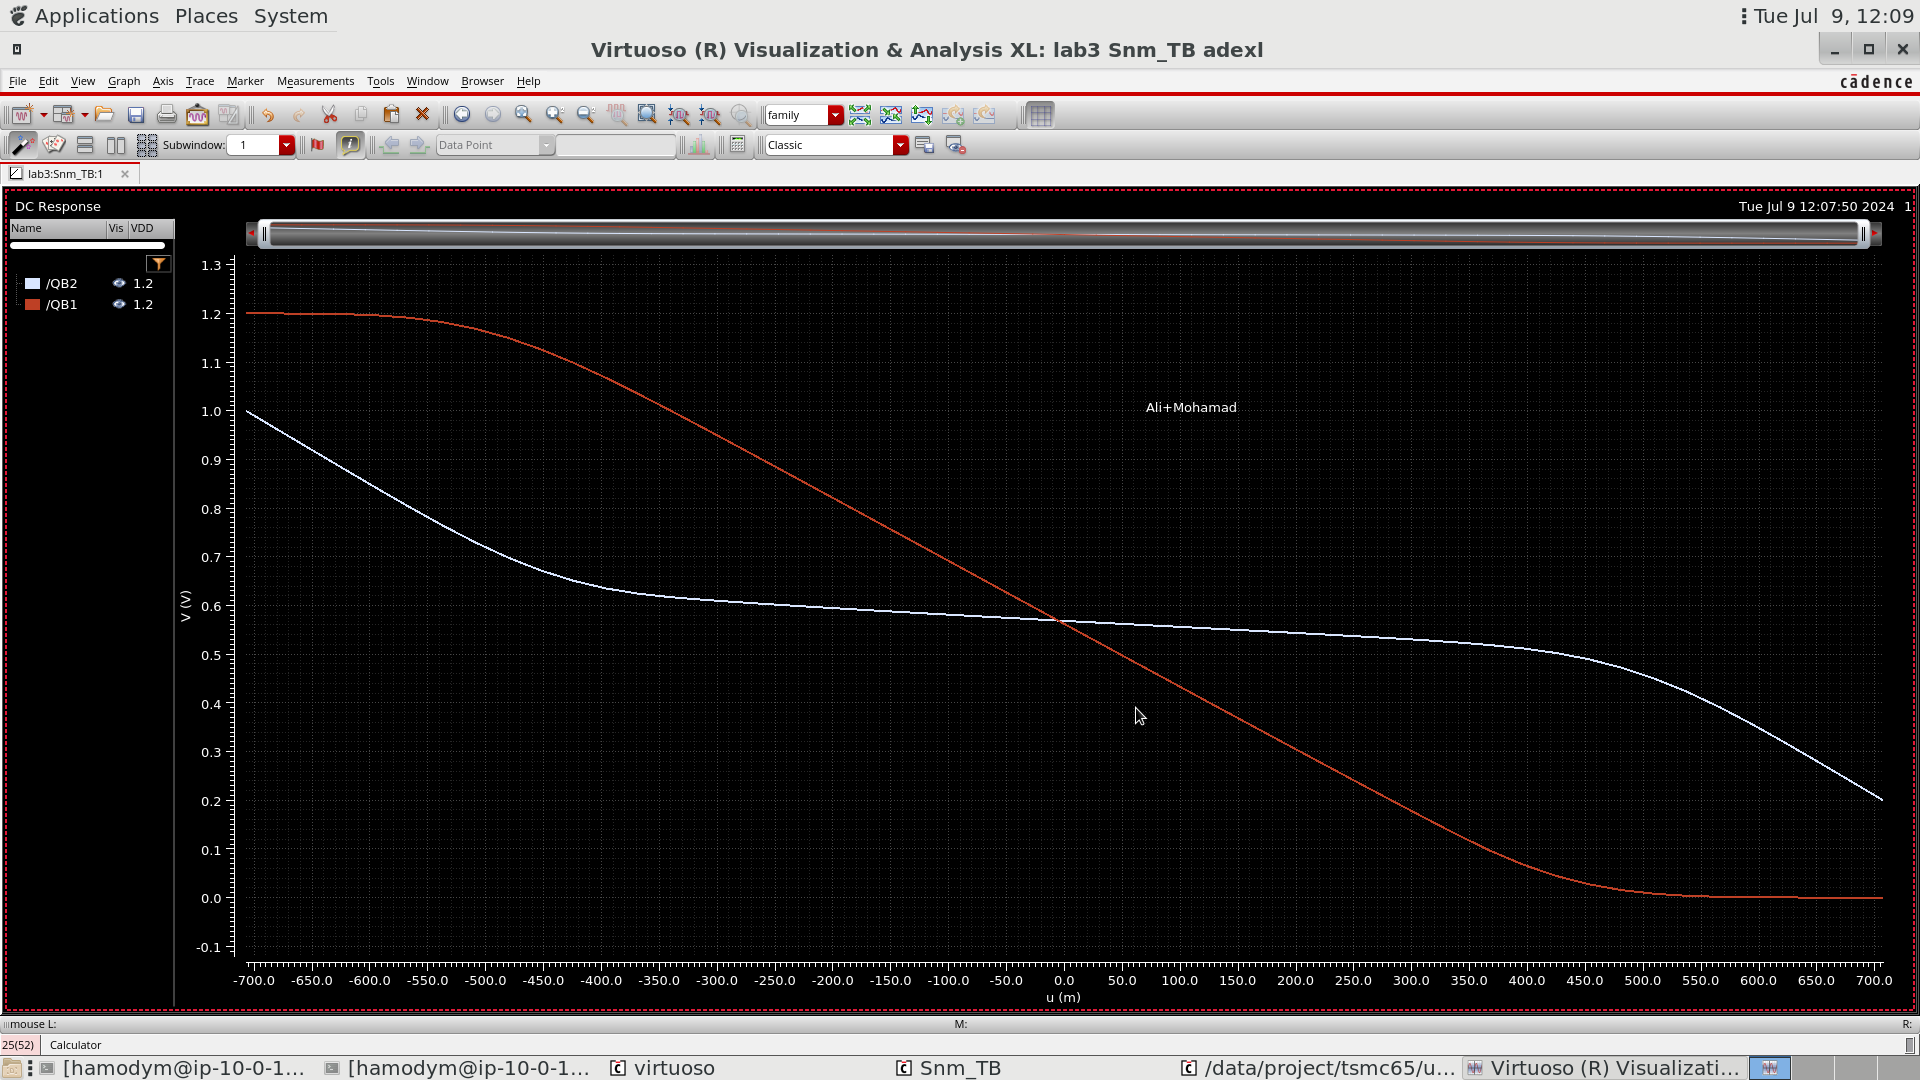 Applications Places System
Tue Jul 9, 12:09
Virtuoso (R) Visualization & Analysis XL: lab3 Snm_TB adexl
File Edit View Graph Axis Trace Marker Measurements Tools Window Browser Help
cādence
family
Subwindow: 1
Data Point
Classic
lab3:Snm_TB:1
DC Response
Tue Jul 9 12:07:50 2024 1
Name Vis VDD
/QB2 1.2
/QB1 1.2
1.3
1.2
1.1
1.0
0.9
0.8
0.7
0.6
0.5
0.4
0.3
0.2
0.1
0.0
-0.1
V (V)
Ali+Mohamad
-700.0 -650.0 -600.0 -550.0 -500.0 -450.0 -400.0 -350.0 -300.0 -250.0 -200.0 -150.0 -100.0 -50.0 0.0 50.0 100.0 150.0 200.0 250.0 300.0 350.0 400.0 450.0 500.0 550.0 600.0 650.0 700.0
u (m)
mouse L: M: R:
25(52) Calculator
[hamodym@ip-10-0-1... [hamodym@ip-10-0-1... virtuoso Snm_TB /data/project/tsmc65/u... Virtuoso (R) Visualizati...